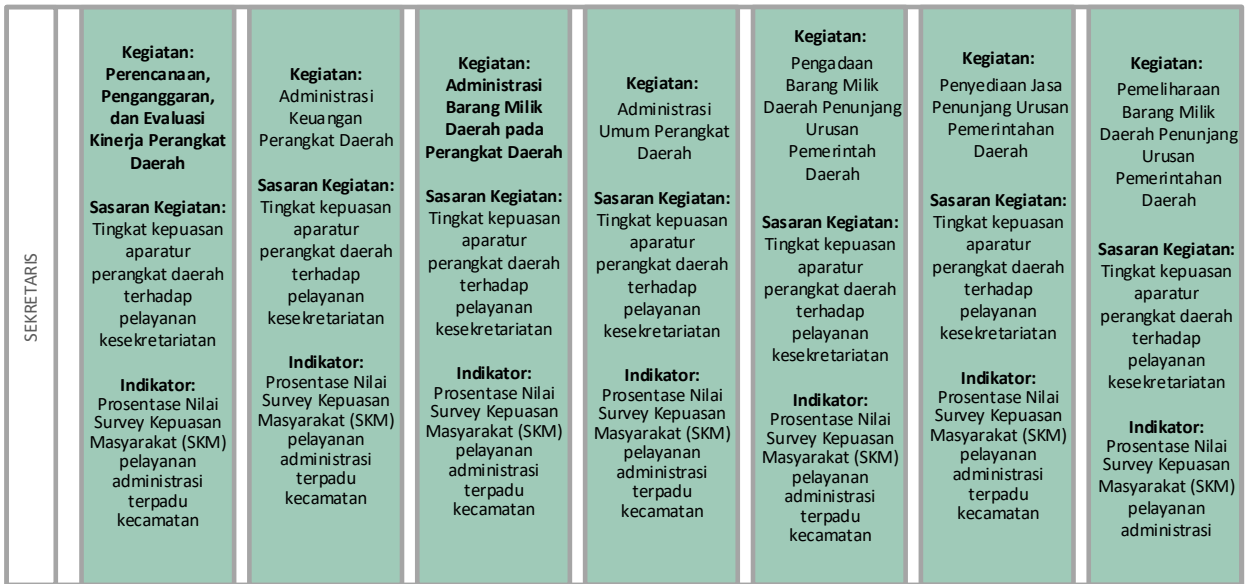 SEKRETARIS
Kegiatan:
Perencanaan,
Penganggaran,
dan Evaluasi
Kinerja Perangkat
Daerah
Sasaran Kegiatan:
Tingkat kepuasan
aparatur
perangkat daerah
terhadap
pelayanan
kesekretariatan
Indikator:
Prosentase Nilai
Survey Kepuasan
Masyarakat (SKM)
pelayanan
administrasi
terpadu
kecamatan
Kegiatan:
Administrasi
Keuangan
Perangkat Daerah
Sasaran Kegiatan:
Tingkat kepuasan
aparatur
perangkat daerah
terhadap
pelayanan
kesekretariatan
Indikator:
Prosentase Nilai
Survey Kepuasan
Masyarakat (SKM)
pelayanan
administrasi
terpadu
kecamatan
Kegiatan:
Administrasi
Barang Milik
Daerah pada
Perangkat Daerah
Sasaran Kegiatan:
Tingkat kepuasan
aparatur
perangkat daerah
terhadap
pelayanan
kesekretariatan
Indikator:
Prosentase Nilai
Survey Kepuasan
Masyarakat (SKM)
pelayanan
administrasi
terpadu
kecamatan
Kegiatan:
Administrasi
Umum Perangkat
Daerah
Sasaran Kegiatan:
Tingkat kepuasan
aparatur
perangkat daerah
terhadap
pelayanan
kesekretariatan
Indikator:
Prosentase Nilai
Survey Kepuasan
Masyarakat (SKM)
pelayanan
administrasi
terpadu
kecamatan
Kegiatan:
Pengadaan
Barang Milik
Daerah Penunjang
Urusan
Pemerintah
Daerah
Sasaran Kegiatan:
Tingkat kepuasan
aparatur
perangkat daerah
terhadap
pelayanan
kesekretariatan
Indikator:
Prosentase Nilai
Survey Kepuasan
Masyarakat (SKM)
pelayanan
administrasi
terpadu
kecamatan
Kegiatan:
Penyediaan Jasa
Penunjang Urusan
Pemerintahan
Daerah
Sasaran Kegiatan:
Tingkat kepuasan
aparatur
perangkat daerah
terhadap
pelayanan
kesekretariatan
Indikator:
Prosentase Nilai
Survey Kepuasan
Masyarakat (SKM)
pelayanan
administrasi
terpadu
kecamatan
Kegiatan:
Pemeliharaan
Barang Milik
Daerah Penunjang
Urusan
Pemerintahan
Daerah
Sasaran Kegiatan:
Tingkat kepuasan
aparatur
perangkat daerah
terhadap
pelayanan
kesekretariatan
Indikator:
Prosentase Nilai
Survey Kepuasan
Masyarakat (SKM)
pelayanan
administrasi